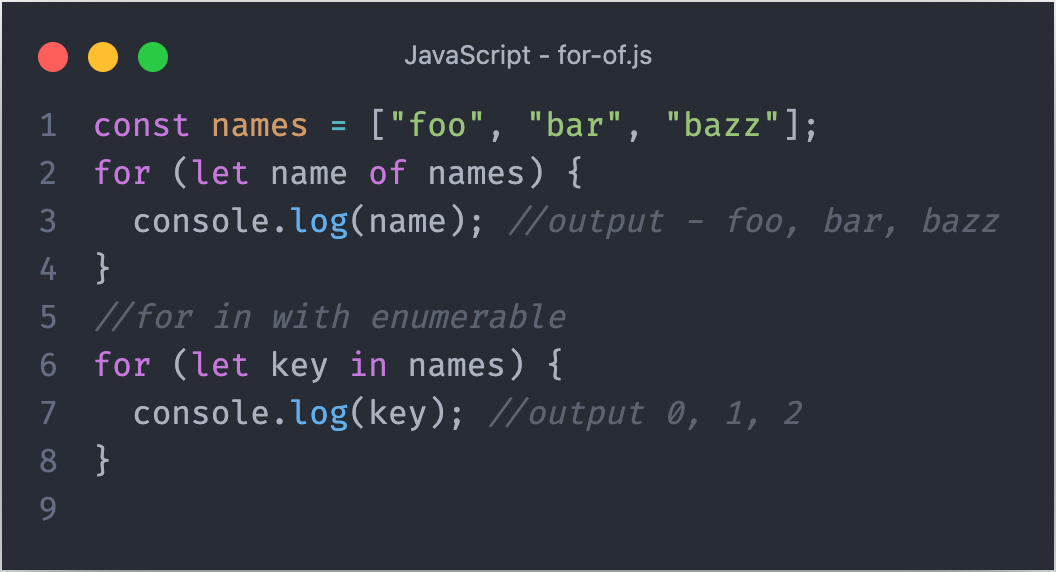 JavaScript - for-of.js
1 const names = ["foo", "bar", "bazz"];
2 for (let name of names) {
3   console.log(name); //output - foo, bar, bazz
4 }
5 //for in with enumerable
6 for (let key in names) {
7   console.log(key); //output 0, 1, 2
8 }
9